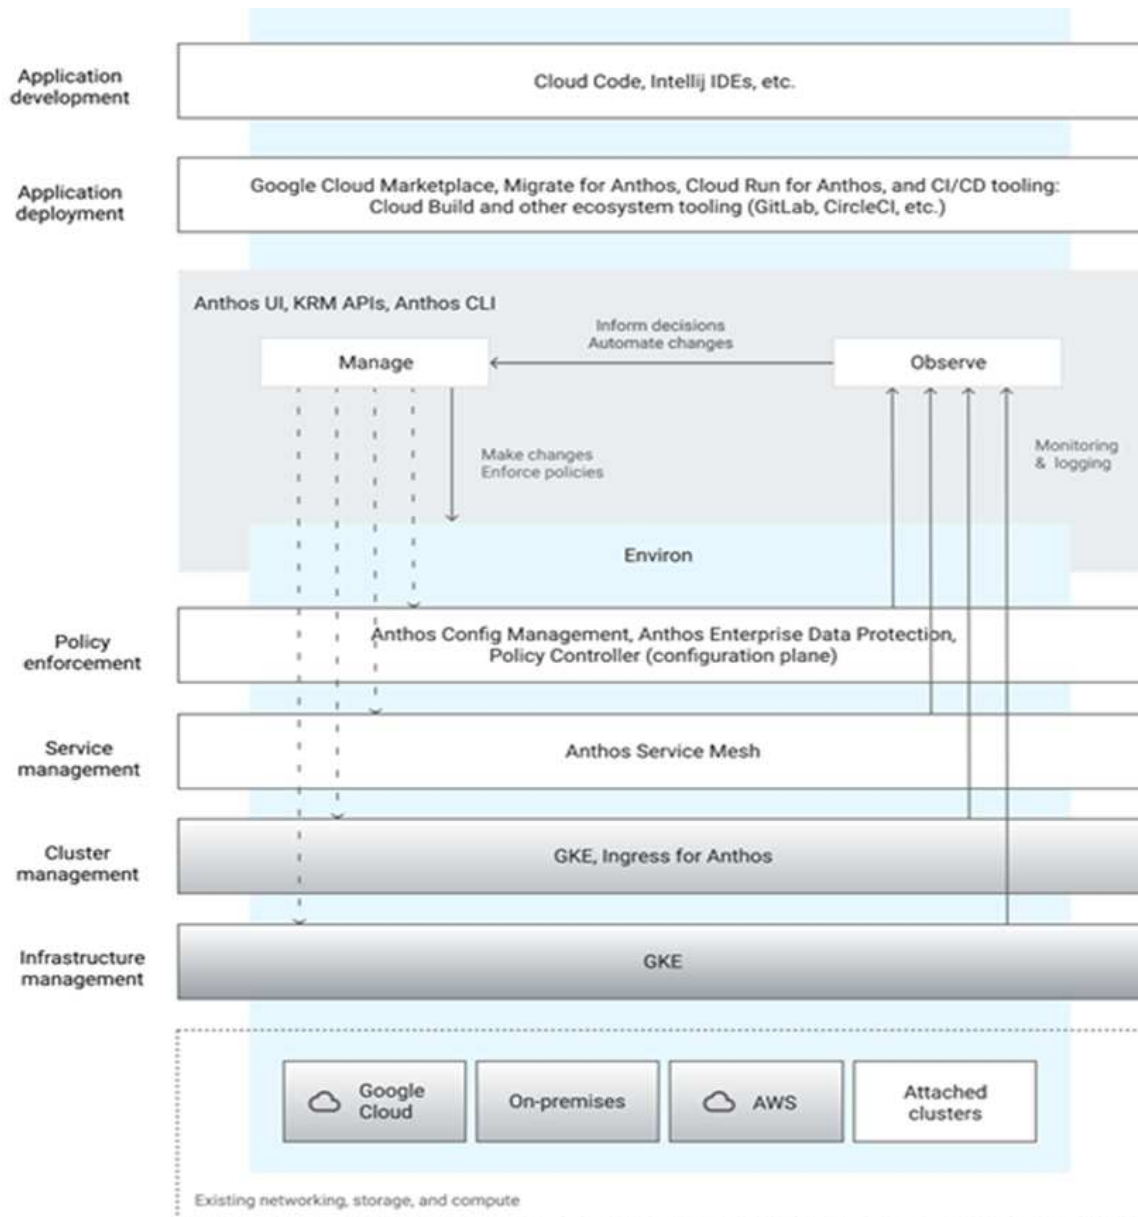 Application
development
Cloud Code, Intellij IDEs, etc.
Application
deployment
Google Cloud Marketplace, Migrate for Anthos, Cloud Run for Anthos, and CI/CD tooling:
Cloud Build and other ecosystem tooling (GitLab, CircleCI, etc.)
Anthos UI, KRM APIs, Anthos CLI
Inform decisions
Automate changes
Manage
Observe
Make changes
Enforce policies
Monitoring
& logging
Environ
Policy
enforcement
Anthos Config Management, Anthos Enterprise Data Protection,
Policy Controller (configuration plane)
Service
management
Anthos Service Mesh
Cluster
management
GKE, Ingress for Anthos
Infrastructure
management
GKE
Google
Cloud
On-premises
AWS
Attached
clusters
Existing networking, storage, and compute